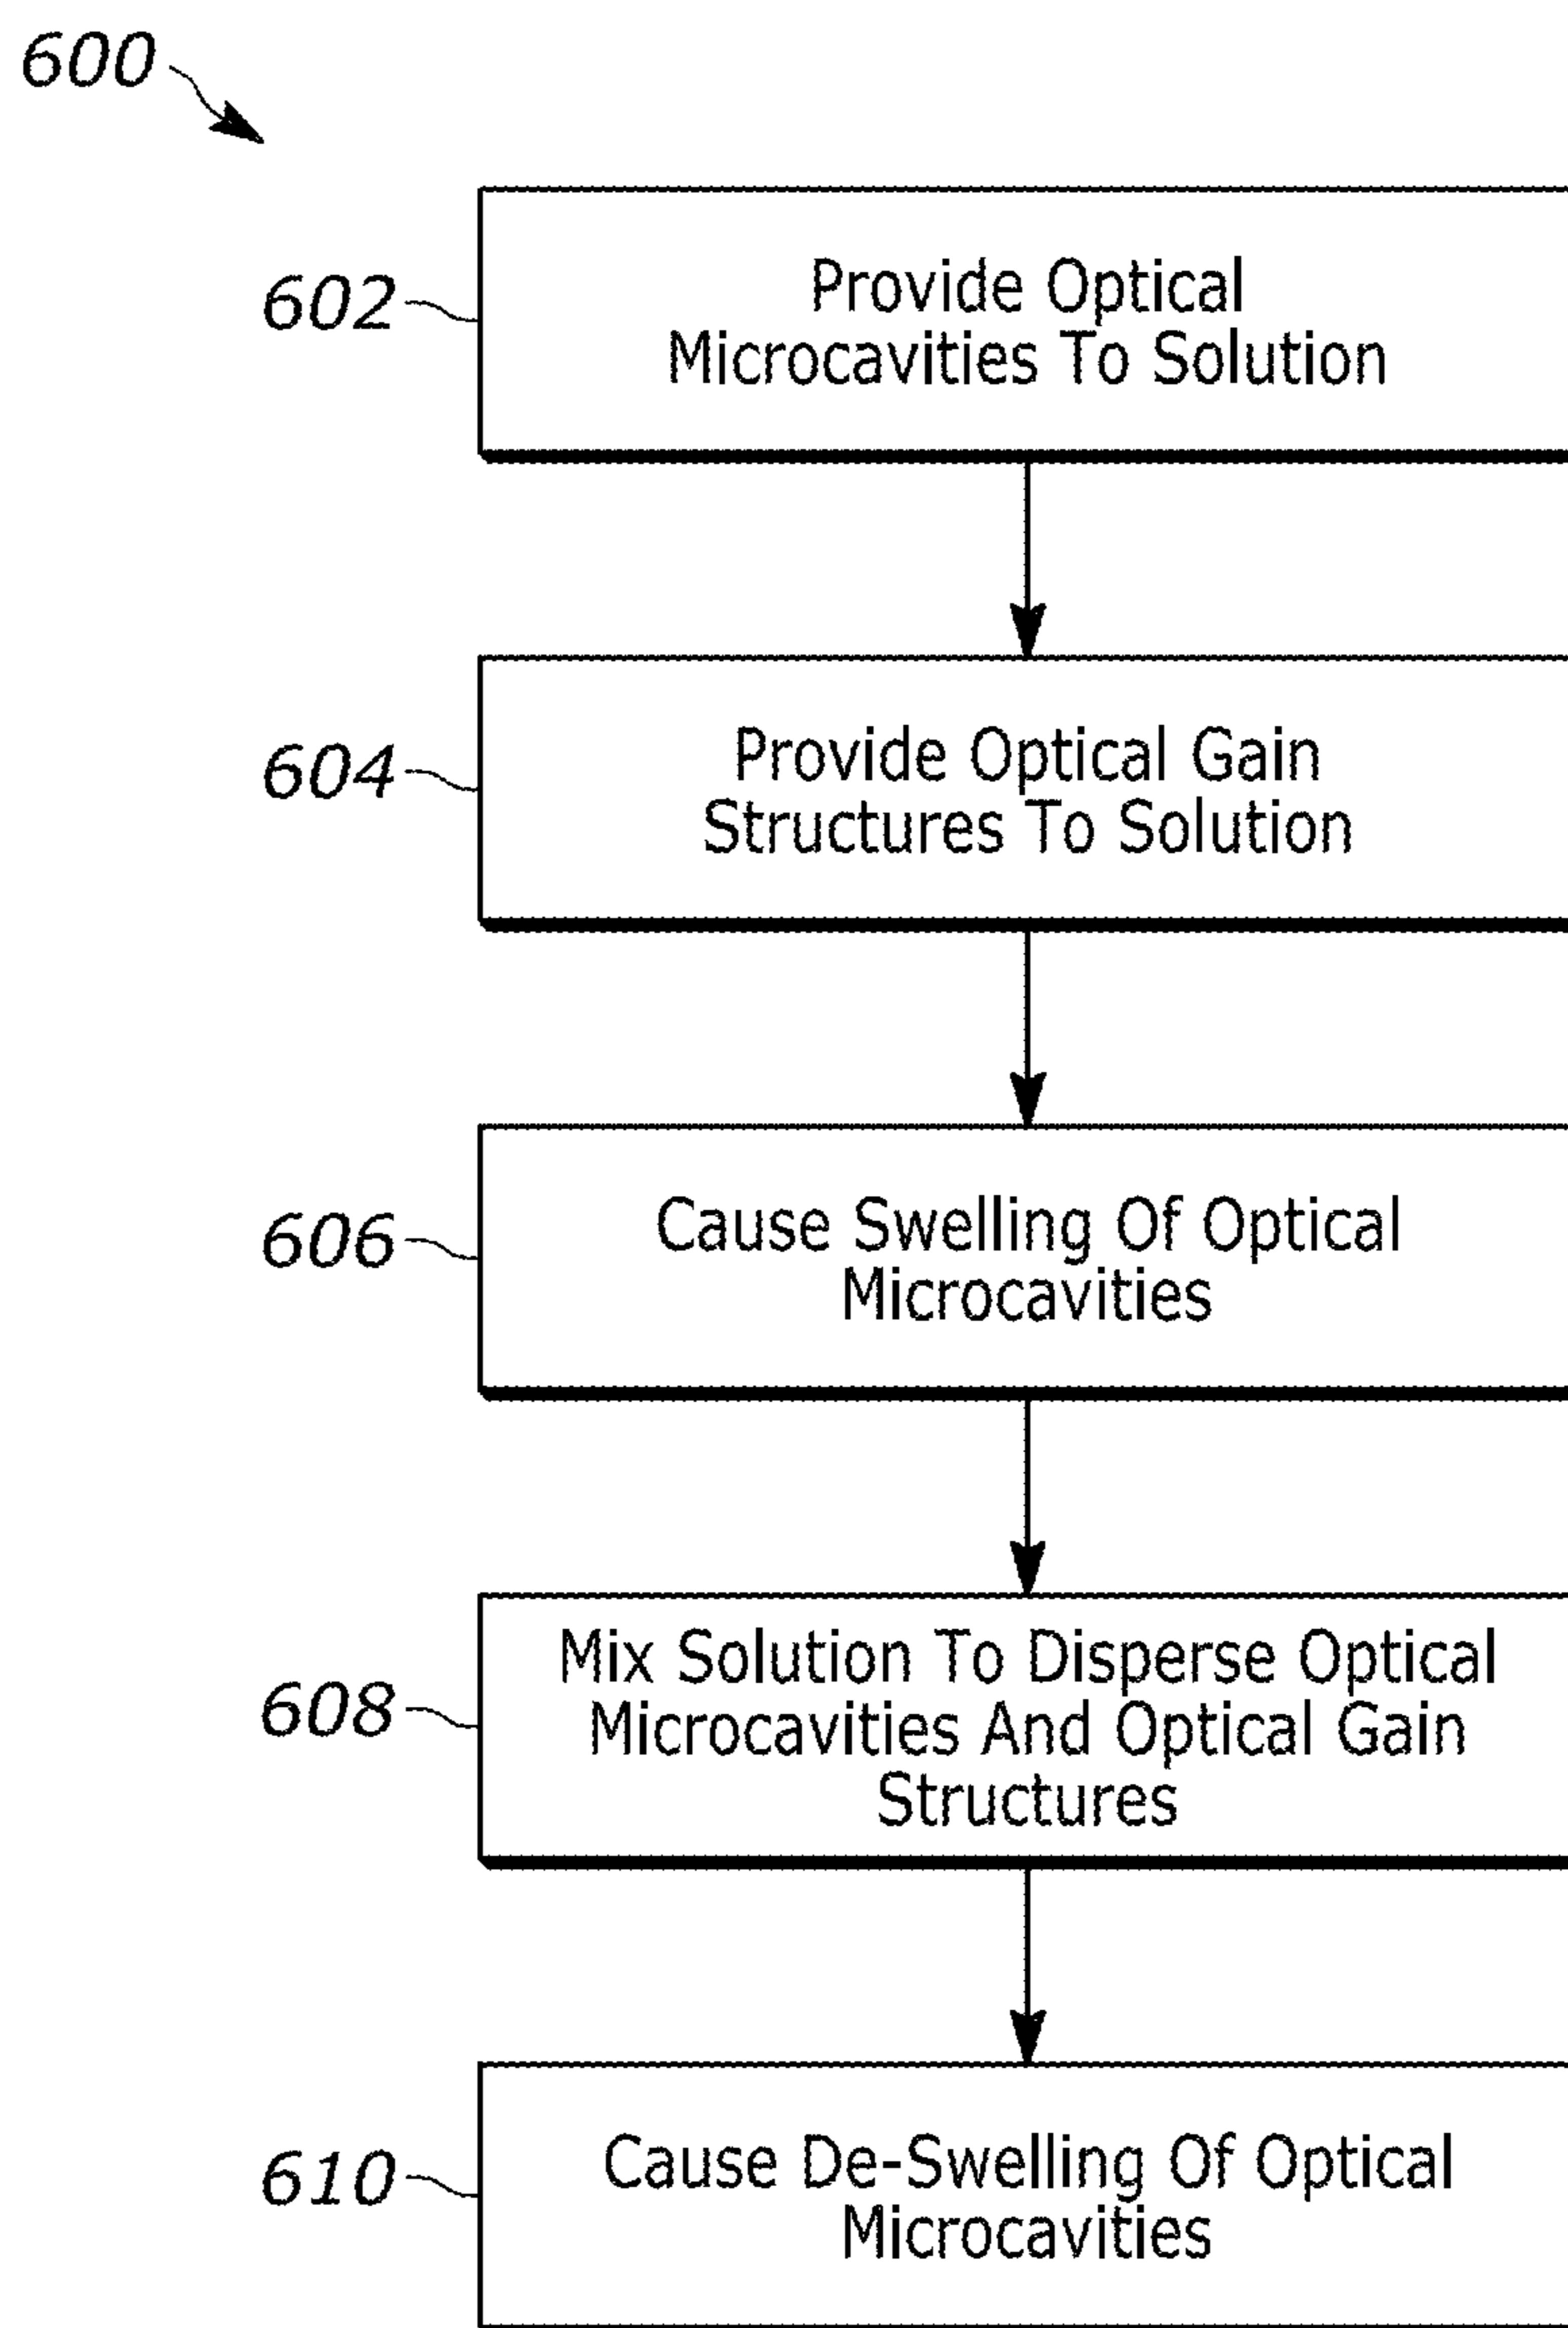 600
602
Provide Optical
Microcavities To Solution
604
Provide Optical Gain
Structures To Solution
606
Cause Swelling Of Optical
Microcavities
608
Mix Solution To Disperse Optical
Microcavities And Optical Gain
Structures
610
Cause De-Swelling Of Optical
Microcavities